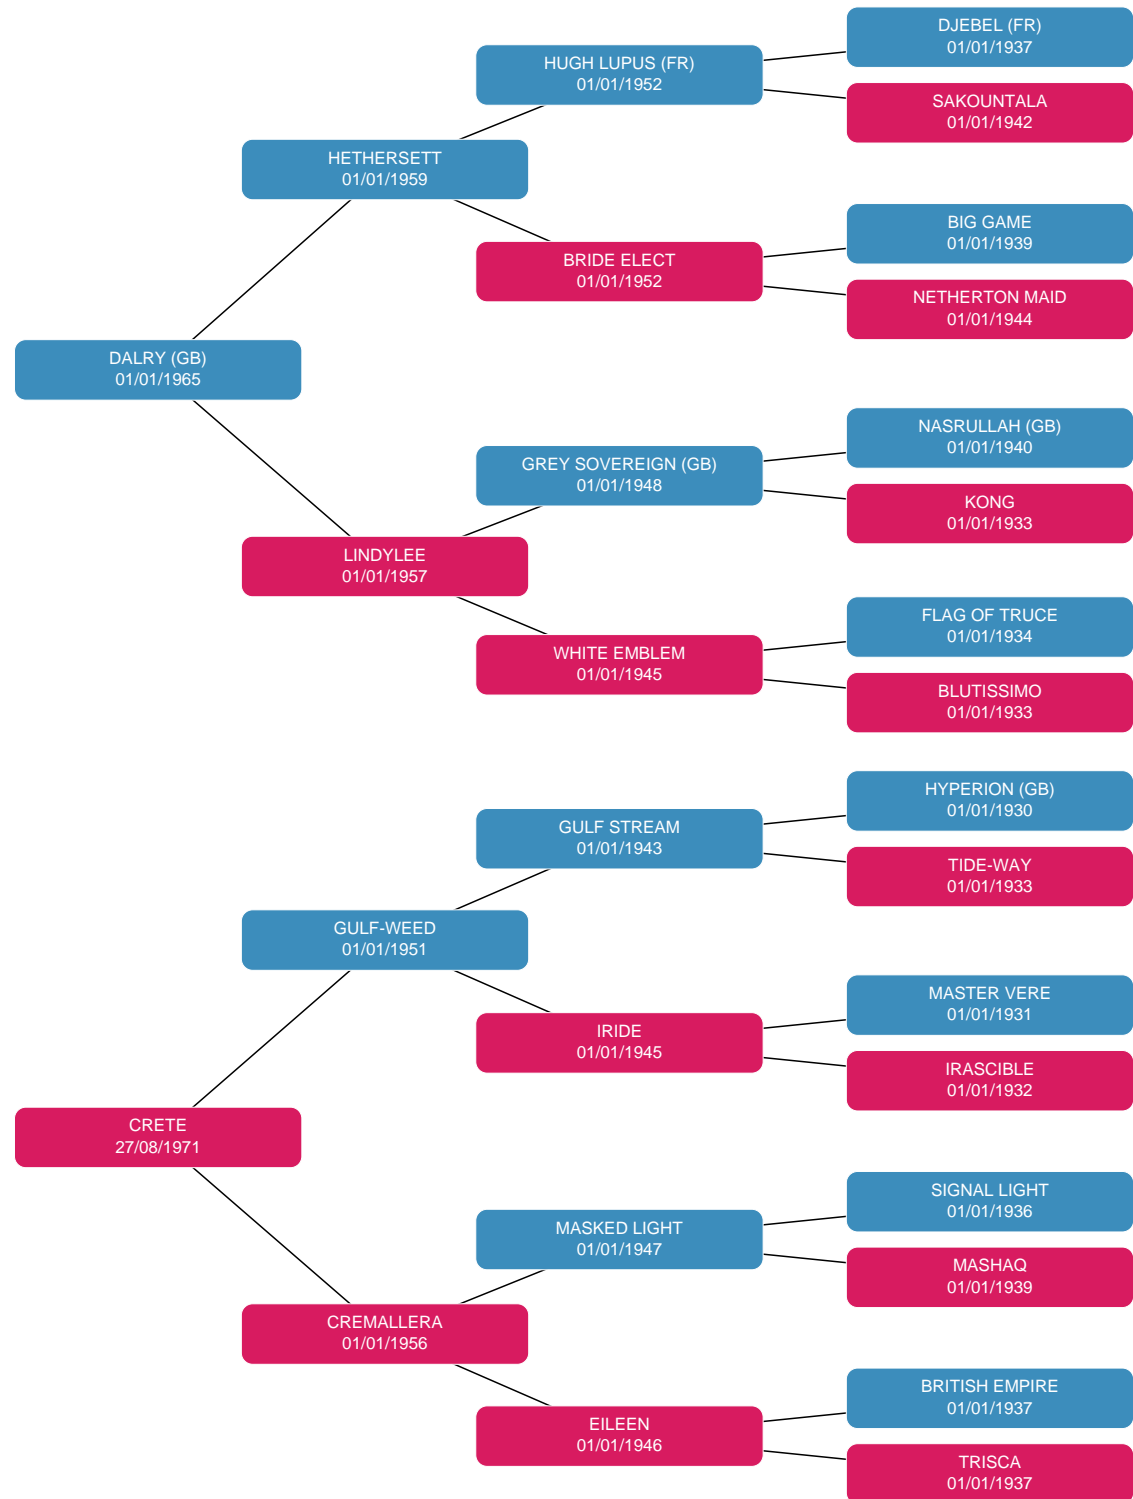 DJEBEL (FR)
01/01/1937
HUGH LUPUS (FR)
01/01/1952
SAKOUNTALA
01/01/1942
HETHERSETT
01/01/1959
BIG GAME
01/01/1939
BRIDE ELECT
01/01/1952
NETHERTON MAID
01/01/1944
DALRY (GB)
01/01/1965
NASRULLAH (GB)
01/01/1940
GREY SOVEREIGN (GB)
01/01/1948
KONG
01/01/1933
LINDYLEE
01/01/1957
FLAG OF TRUCE
01/01/1934
WHITE EMBLEM
01/01/1945
BLUTISSIMO
01/01/1933
HYPERION (GB)
01/01/1930
GULF STREAM
01/01/1943
TIDE-WAY
01/01/1933
GULF-WEED
01/01/1951
MASTER VERE
01/01/1931
IRIDE
01/01/1945
IRASCIBLE
01/01/1932
CRETE
27/08/1971
SIGNAL LIGHT
01/01/1936
MASKED LIGHT
01/01/1947
MASHAQ
01/01/1939
CREMALLERA
01/01/1956
BRITISH EMPIRE
01/01/1937
EILEEN
01/01/1946
TRISCA
01/01/1937